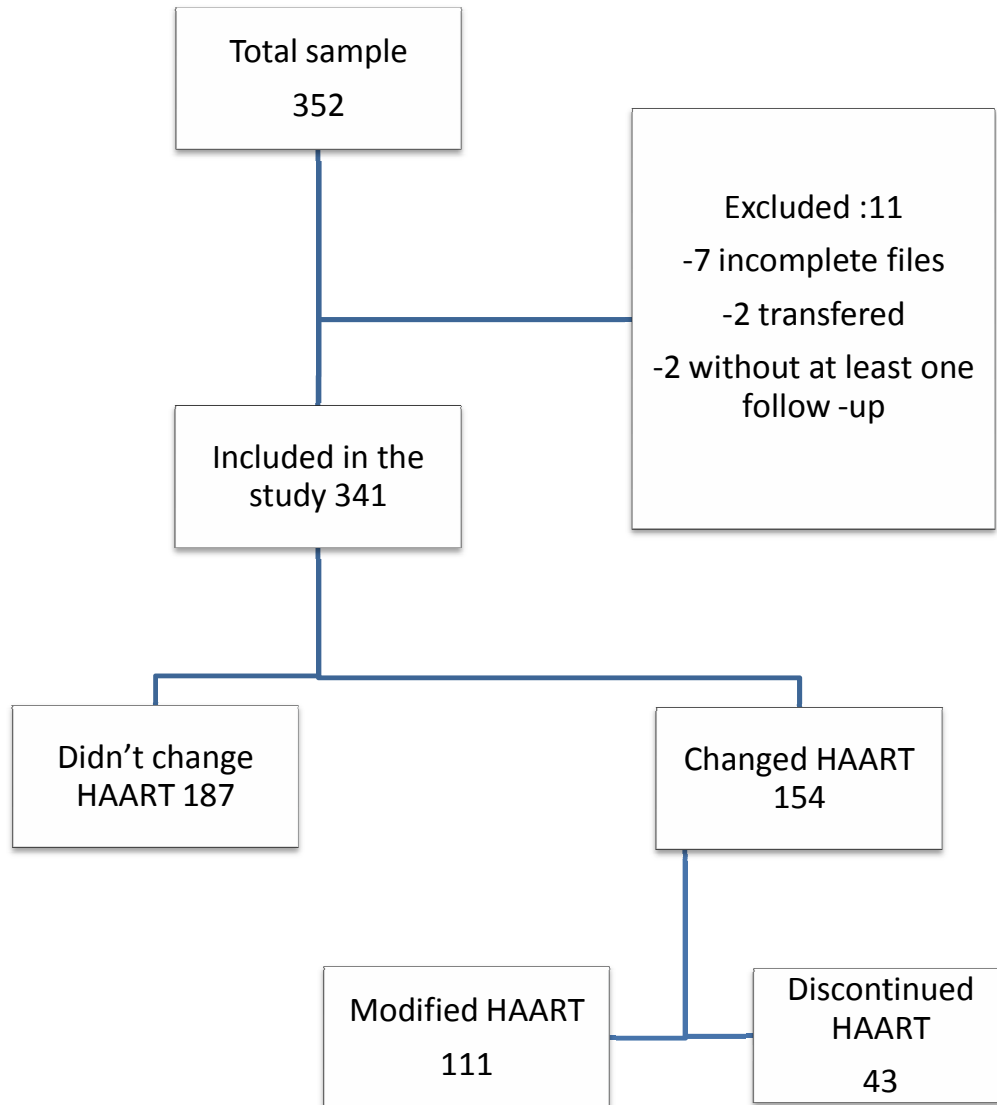 Total sample
352
Excluded :11
-7 incomplete files
-2 transfered
-2 without at least one
follow -up
Included in the
study 341
Didn’t change
HAART 187
Changed HAART
154
Modified HAART
111
Discontinued
HAART
43